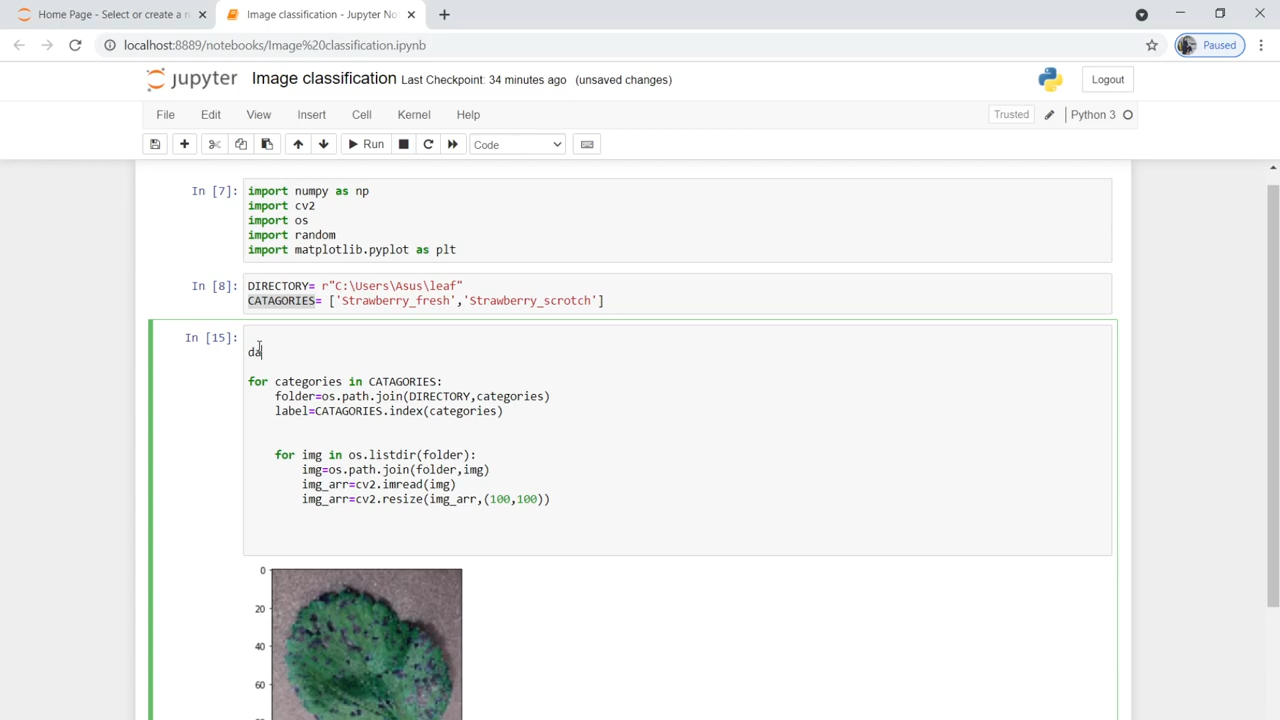 Home Page - Select or create a n
Image classification - Jupyter No
localhost:8889/notebooks/Image%20classification.ipynb
Paused
jupyter Image classification Last Checkpoint: 34 minutes ago (unsaved changes)
Logout
File Edit View Insert Cell Kernel Help
Trusted Python 3
Run Code
In [7]:
import numpy as np
import cv2
import os
import random
import matplotlib.pyplot as plt
In [8]:
DIRECTORY= r"C:\Users\Asus\leaf"
CATAGORIES= ['Strawberry_fresh','Strawberry_scrotch']
In [15]:
da
for categories in CATAGORIES:
    folder=os.path.join(DIRECTORY,categories)
    label=CATAGORIES.index(categories)
    for img in os.listdir(folder):
        img=os.path.join(folder,img)
        img_arr=cv2.imread(img)
        img_arr=cv2.resize(img_arr,(100,100))
0
20
40
60